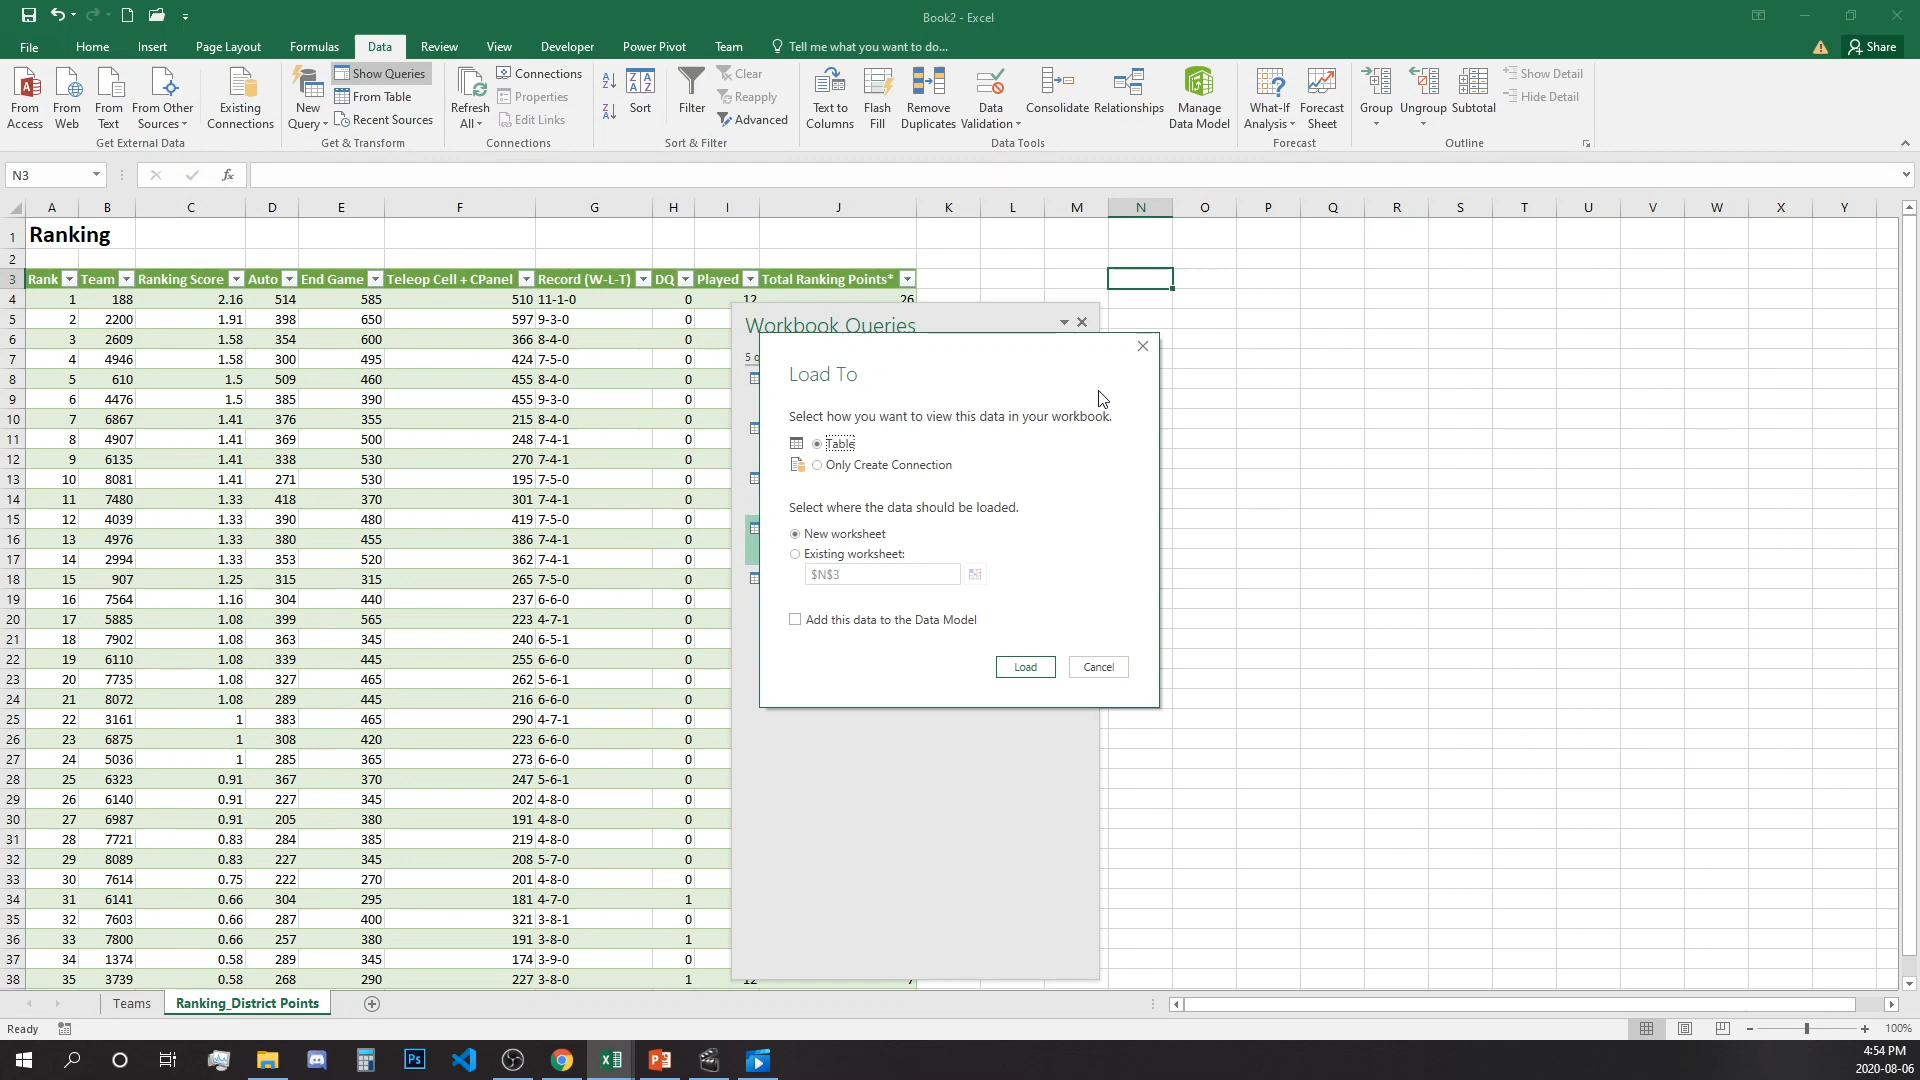 Book2 - Excel
File Home Insert Page Layout Formulas Data Review View Developer Power Pivot Team Tell me what you want to do... Share
From Access
From Web
From Text
From Other Sources
Existing Connections
New Query
Show Queries
From Table
Recent Sources
Refresh All
Connections
Properties
Edit Links
Sort
Filter
Clear
Reapply
Advanced
Text to Columns
Flash Fill
Remove Duplicates
Data Validation
Consolidate
Relationships
Manage Data Model
What-If Analysis
Forecast Sheet
Group
Ungroup
Subtotal
Show Detail
Hide Detail
Get External Data
Get & Transform
Connections
Sort & Filter
Data Tools
Forecast
Outline
N3
fx
A B C D E F G H I J K L M N O P Q R S T U V W X Y
1 Ranking
2
3 Rank Team Ranking Score Auto End Game Teleop Cell + CPanel Record (W-L-T) DQ Played Total Ranking Points*
4 1 188 2.16 514 585 510 11-1-0 0 12 26
5 2 2200 1.91 398 650 597 9-3-0 0
6 3 2609 1.58 354 600 366 8-4-0 0
7 4 4946 1.58 300 495 424 7-5-0 0
8 5 610 1.5 509 460 455 8-4-0 0
9 6 4476 1.5 385 390 455 9-3-0 0
10 7 6867 1.41 376 355 215 8-4-0 0
11 8 4907 1.41 369 500 248 7-4-1 0
12 9 6135 1.41 338 530 270 7-4-1 0
13 10 8081 1.41 271 530 195 7-5-0 0
14 11 7480 1.33 418 370 301 7-4-1 0
15 12 4039 1.33 390 480 419 7-5-0 0
16 13 4976 1.33 380 455 386 7-4-1 0
17 14 2994 1.33 353 520 362 7-4-1 0
18 15 907 1.25 315 315 265 7-5-0 0
19 16 7564 1.16 304 440 237 6-6-0 0
20 17 5885 1.08 399 565 223 4-7-1 0
21 18 7902 1.08 363 345 240 6-5-1 0
22 19 6110 1.08 339 445 255 6-6-0 0
23 20 7735 1.08 327 465 262 5-6-1 0
24 21 8072 1.08 289 445 216 6-6-0 0
25 22 3161 1 383 465 290 4-7-1 0
26 23 6875 1 308 420 223 6-6-0 0
27 24 5036 1 285 365 273 6-6-0 0
28 25 6323 0.91 367 370 247 5-6-1 0
29 26 6140 0.91 227 345 202 4-8-0 0
30 27 6987 0.91 205 380 191 4-8-0 0
31 28 7721 0.83 284 385 219 4-8-0 0
32 29 8089 0.83 227 345 208 5-7-0 0
33 30 7614 0.75 222 270 201 4-8-0 0
34 31 6141 0.66 304 295 181 4-7-0 1
35 32 7603 0.66 287 400 321 3-8-1 0
36 33 7800 0.66 257 380 191 3-8-0 1
37 34 1374 0.58 289 345 174 3-9-0 0
38 35 3739 0.58 268 290 227 3-8-0 1 12 7
Workbook Queries
5 q
Load To
Select how you want to view this data in your workbook.
Table
Only Create Connection
Select where the data should be loaded.
New worksheet
Existing worksheet:
$N$3
Add this data to the Data Model
Load Cancel
Teams Ranking_District Points
Ready 100%
4:54 PM
2020-08-06